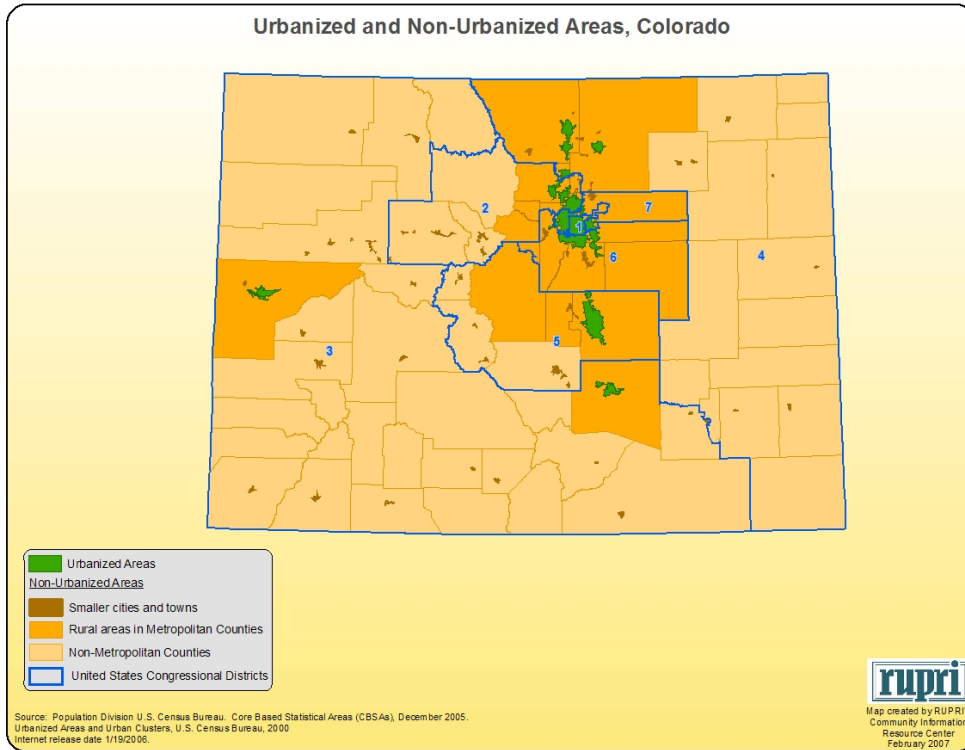 Urbanized and Non-Urbanized Areas, Colorado
2
7
1
6
4
3
5
Urbanized Areas
Non-Urbanized Areas
Smaller cities and towns
Rural areas in Metropolitan Counties
Non-Metropolitan Counties
United States Congressional Districts
Source: Population Division U.S. Census Bureau. Core Based Statistical Areas (CBSAs), December 2005.
Urbanized Areas and Urban Clusters, U.S. Census Bureau, 2000
Internet release date 1/19/2006.
rupri
Map created by RUPRI'
Community Information
Resource Center
February 2007